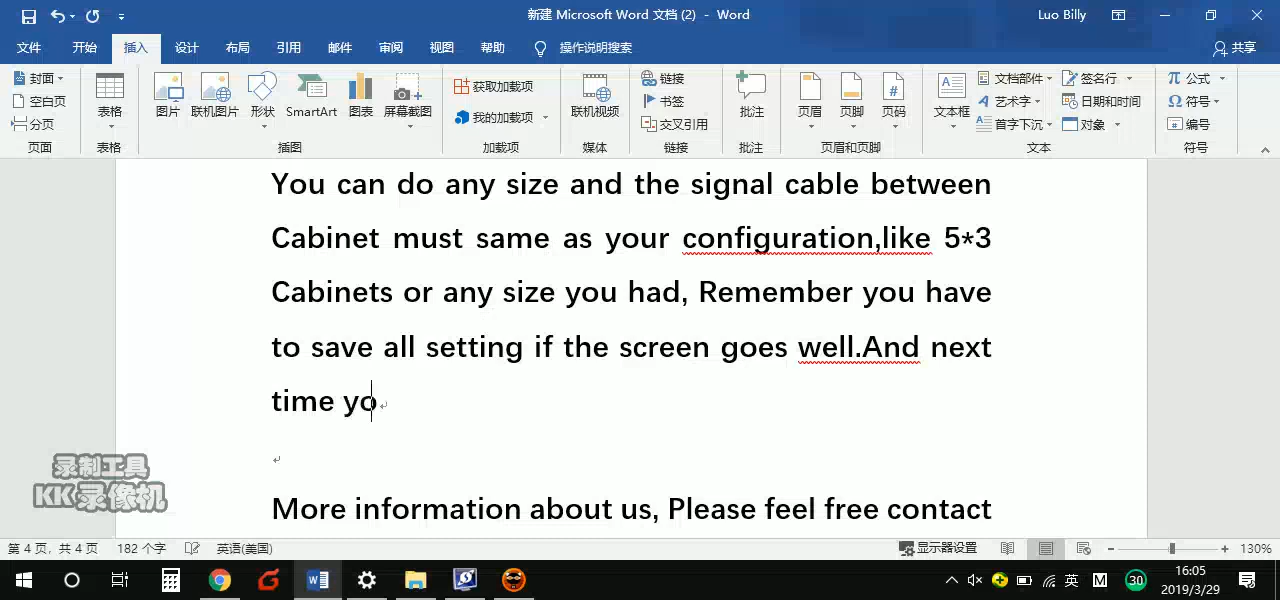 新建 Microsoft Word 文档 (2) - Word
Luo Billy
文件 开始 插入 设计 布局 引用 邮件 审阅 视图 帮助 操作说明搜索 共享
封面 空白页 分页 页面
表格 表格
图片 联机图片 形状 SmartArt 图表 屏幕截图 插图
获取加载项 我的加载项 加载项
联机视频 媒体
链接 书签 交叉引用 链接
批注 批注
页眉 页脚 页码 页眉和页脚
文本框 文档部件 艺术字 首字下沉 签名行 日期和时间 对象 文本
公式 符号 编号 符号
You can do any size and the signal cable between
Cabinet must same as your configuration,like 5*3
Cabinets or any size you had, Remember you have
to save all setting if the screen goes well.And next
time yo
录制工具
KK录像机
More information about us, Please feel free contact
第 4 页，共 4 页 182 个字 英语(美国) 显示器设置 130%
英 M 30 16:05
2019/3/29